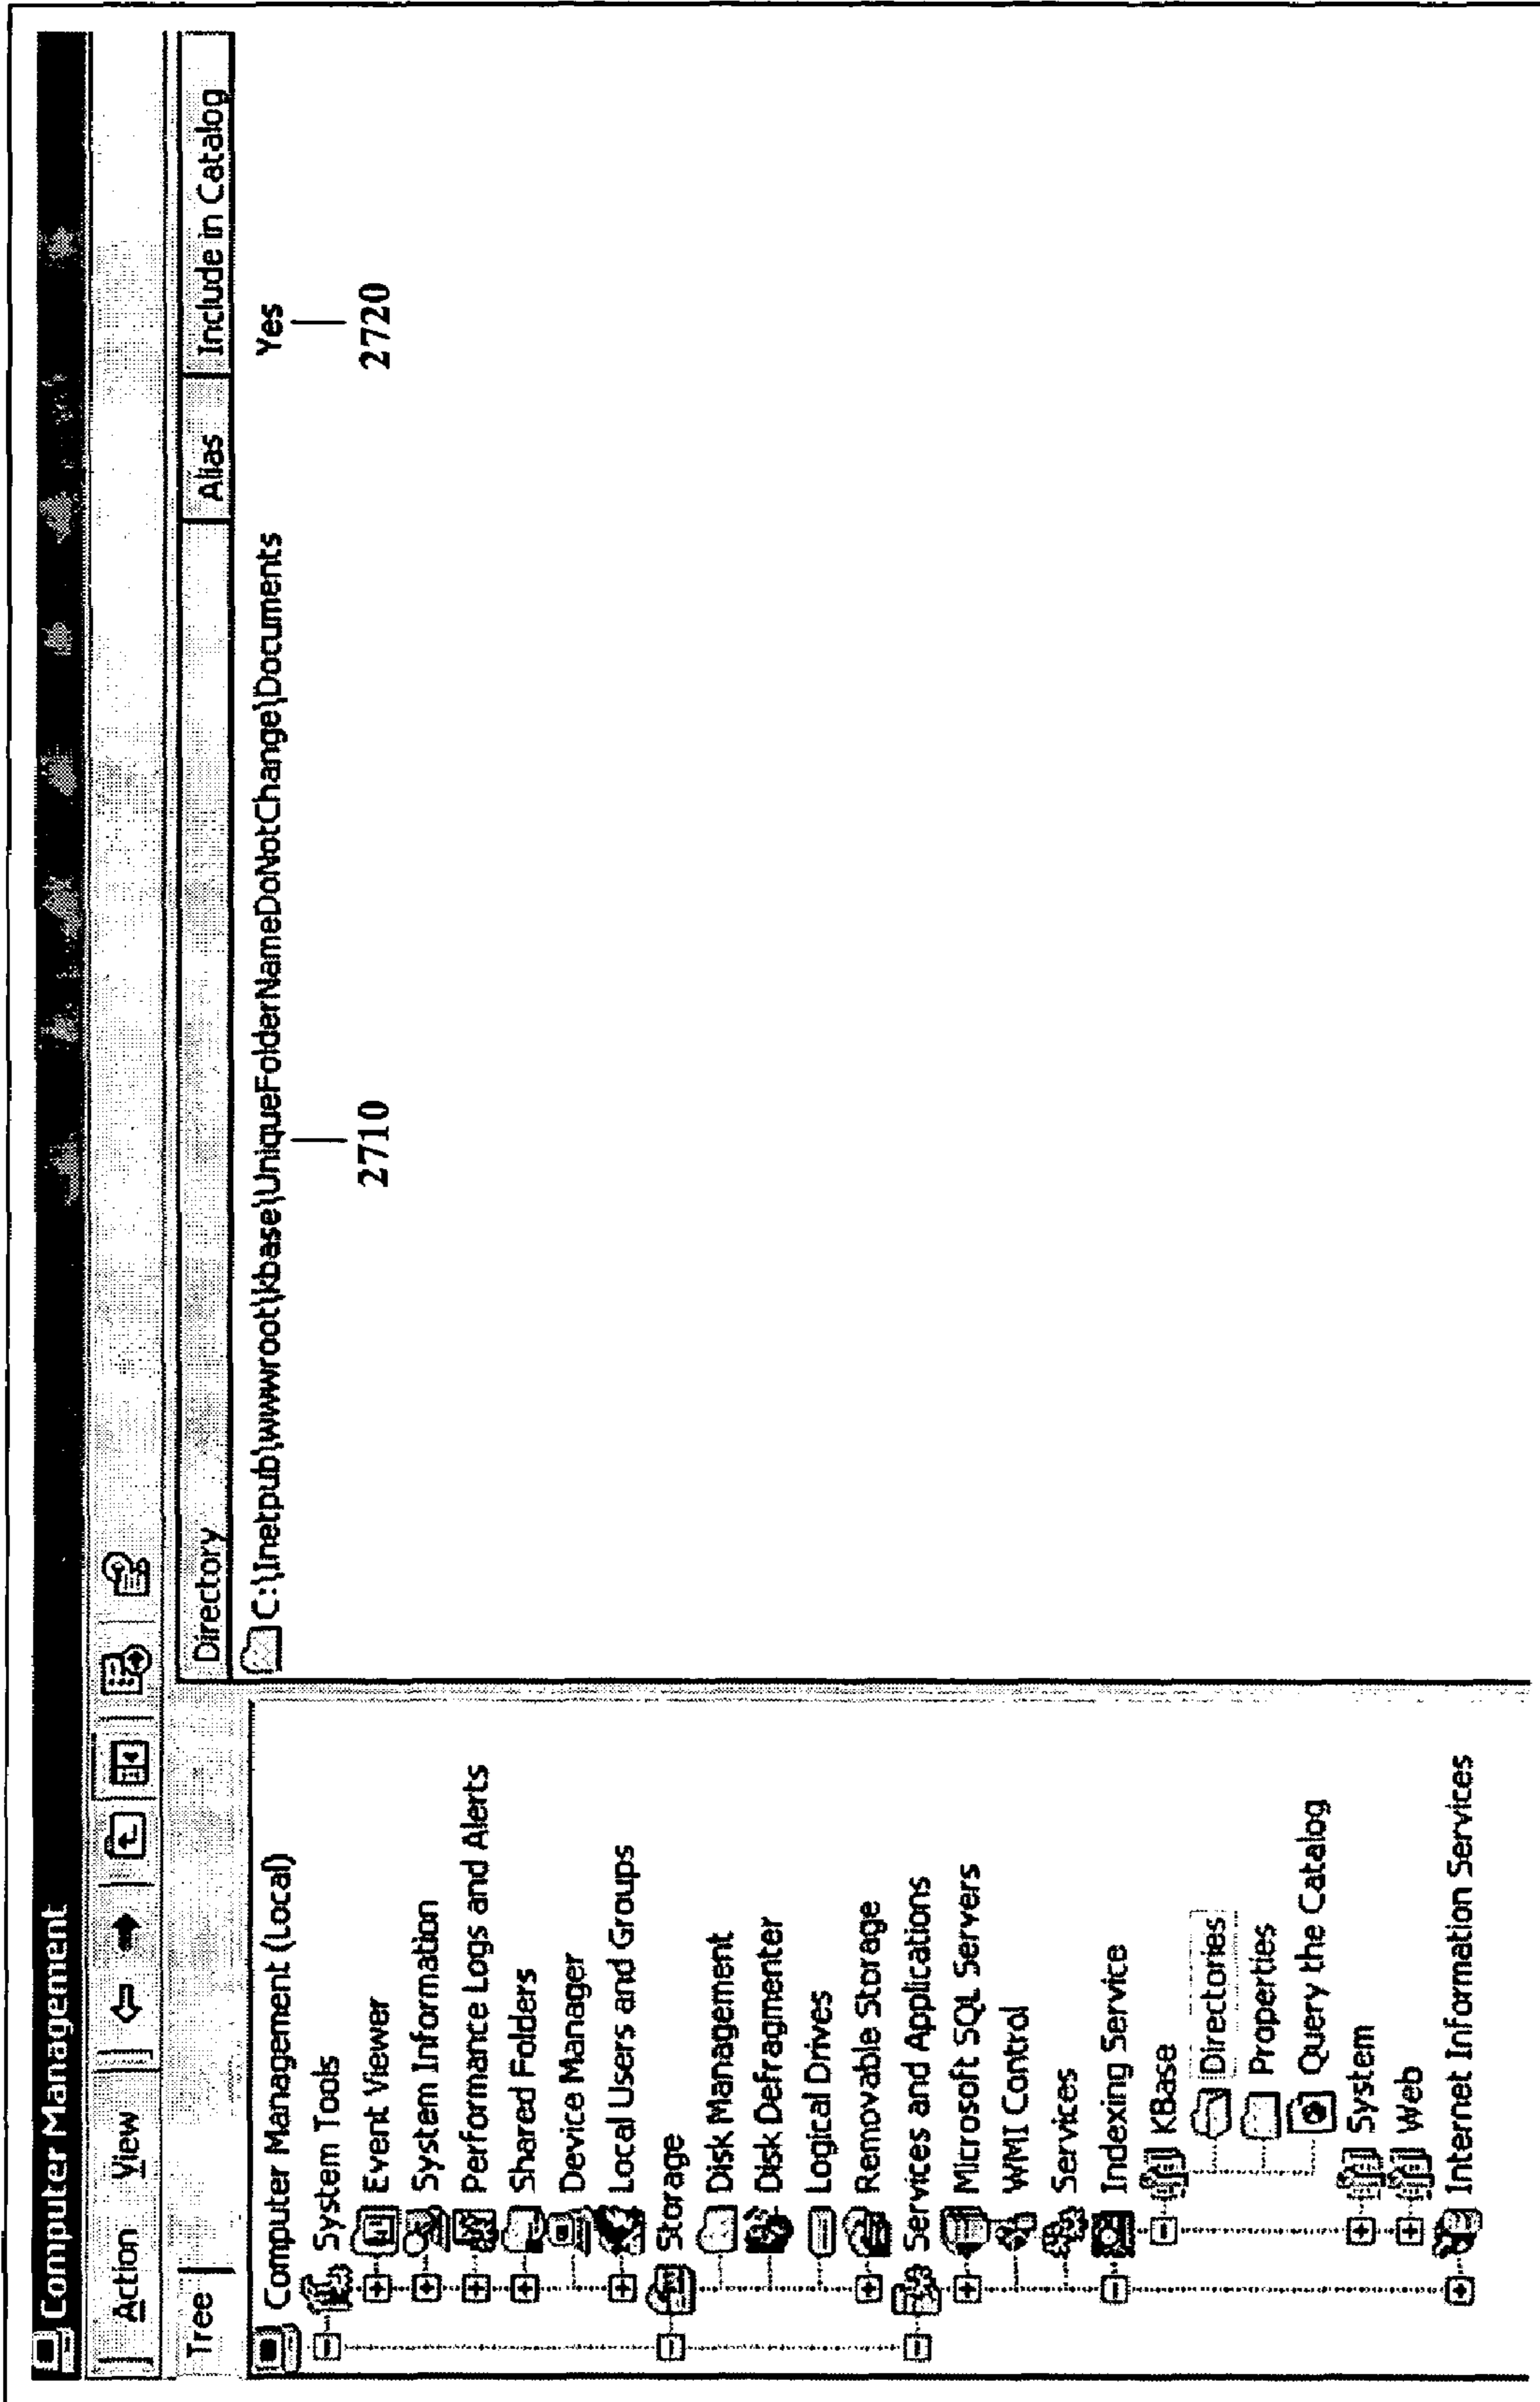 Computer Management
Action View
Tree
Computer Management (Local)
System Tools
Event Viewer
System Information
Performance Logs and Alerts
Shared Folders
Device Manager
Local Users and Groups
Storage
Disk Management
Disk Defragmenter
Logical Drives
Removable Storage
Services and Applications
Microsoft SQL Servers
WMI Control
Services
Indexing Service
KBase
Directories
Properties
Query the Catalog
System
Web
Internet Information Services
Directory Alias Include in Catalog
C:\Inetpub\wwwroot\kbase\UniqueFolderNameDoNotChange\Documents Yes
2710 2720